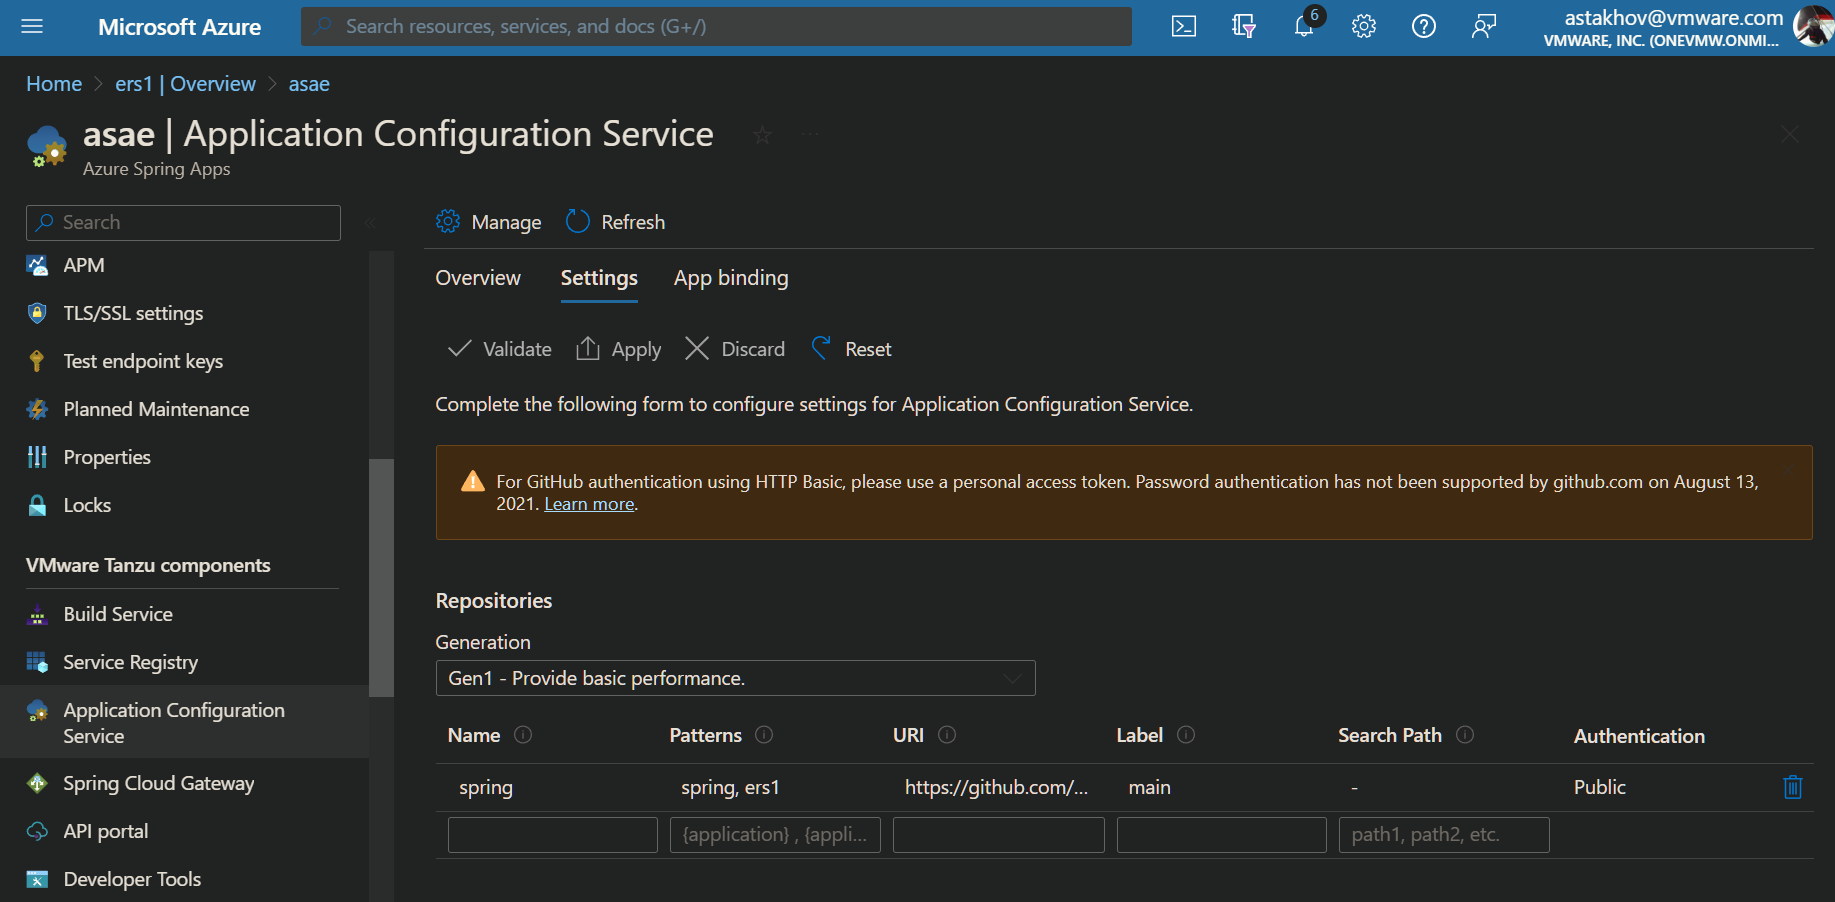 Microsoft Azure
Search resources, services, and docs (G+/)
6
astakhov@vmware.com
VMWARE, INC. (ONEVMW.ONMI...
Home > ers1 | Overview > asae
asae | Application Configuration Service
Azure Spring Apps
Search
APM
TLS/SSL settings
Test endpoint keys
Planned Maintenance
Properties
Locks
VMware Tanzu components
Build Service
Service Registry
Application Configuration
Service
Spring Cloud Gateway
API portal
Developer Tools
Manage Refresh
Overview Settings App binding
Validate Apply Discard Reset
Complete the following form to configure settings for Application Configuration Service.
For GitHub authentication using HTTP Basic, please use a personal access token. Password authentication has not been supported by github.com on August 13,
2021. Learn more.
Repositories
Generation
Gen1 - Provide basic performance.
Name Patterns URI Label Search Path Authentication
spring spring, ers1 https://github.com/... main - Public
{application} , {appli... path1, path2, etc.